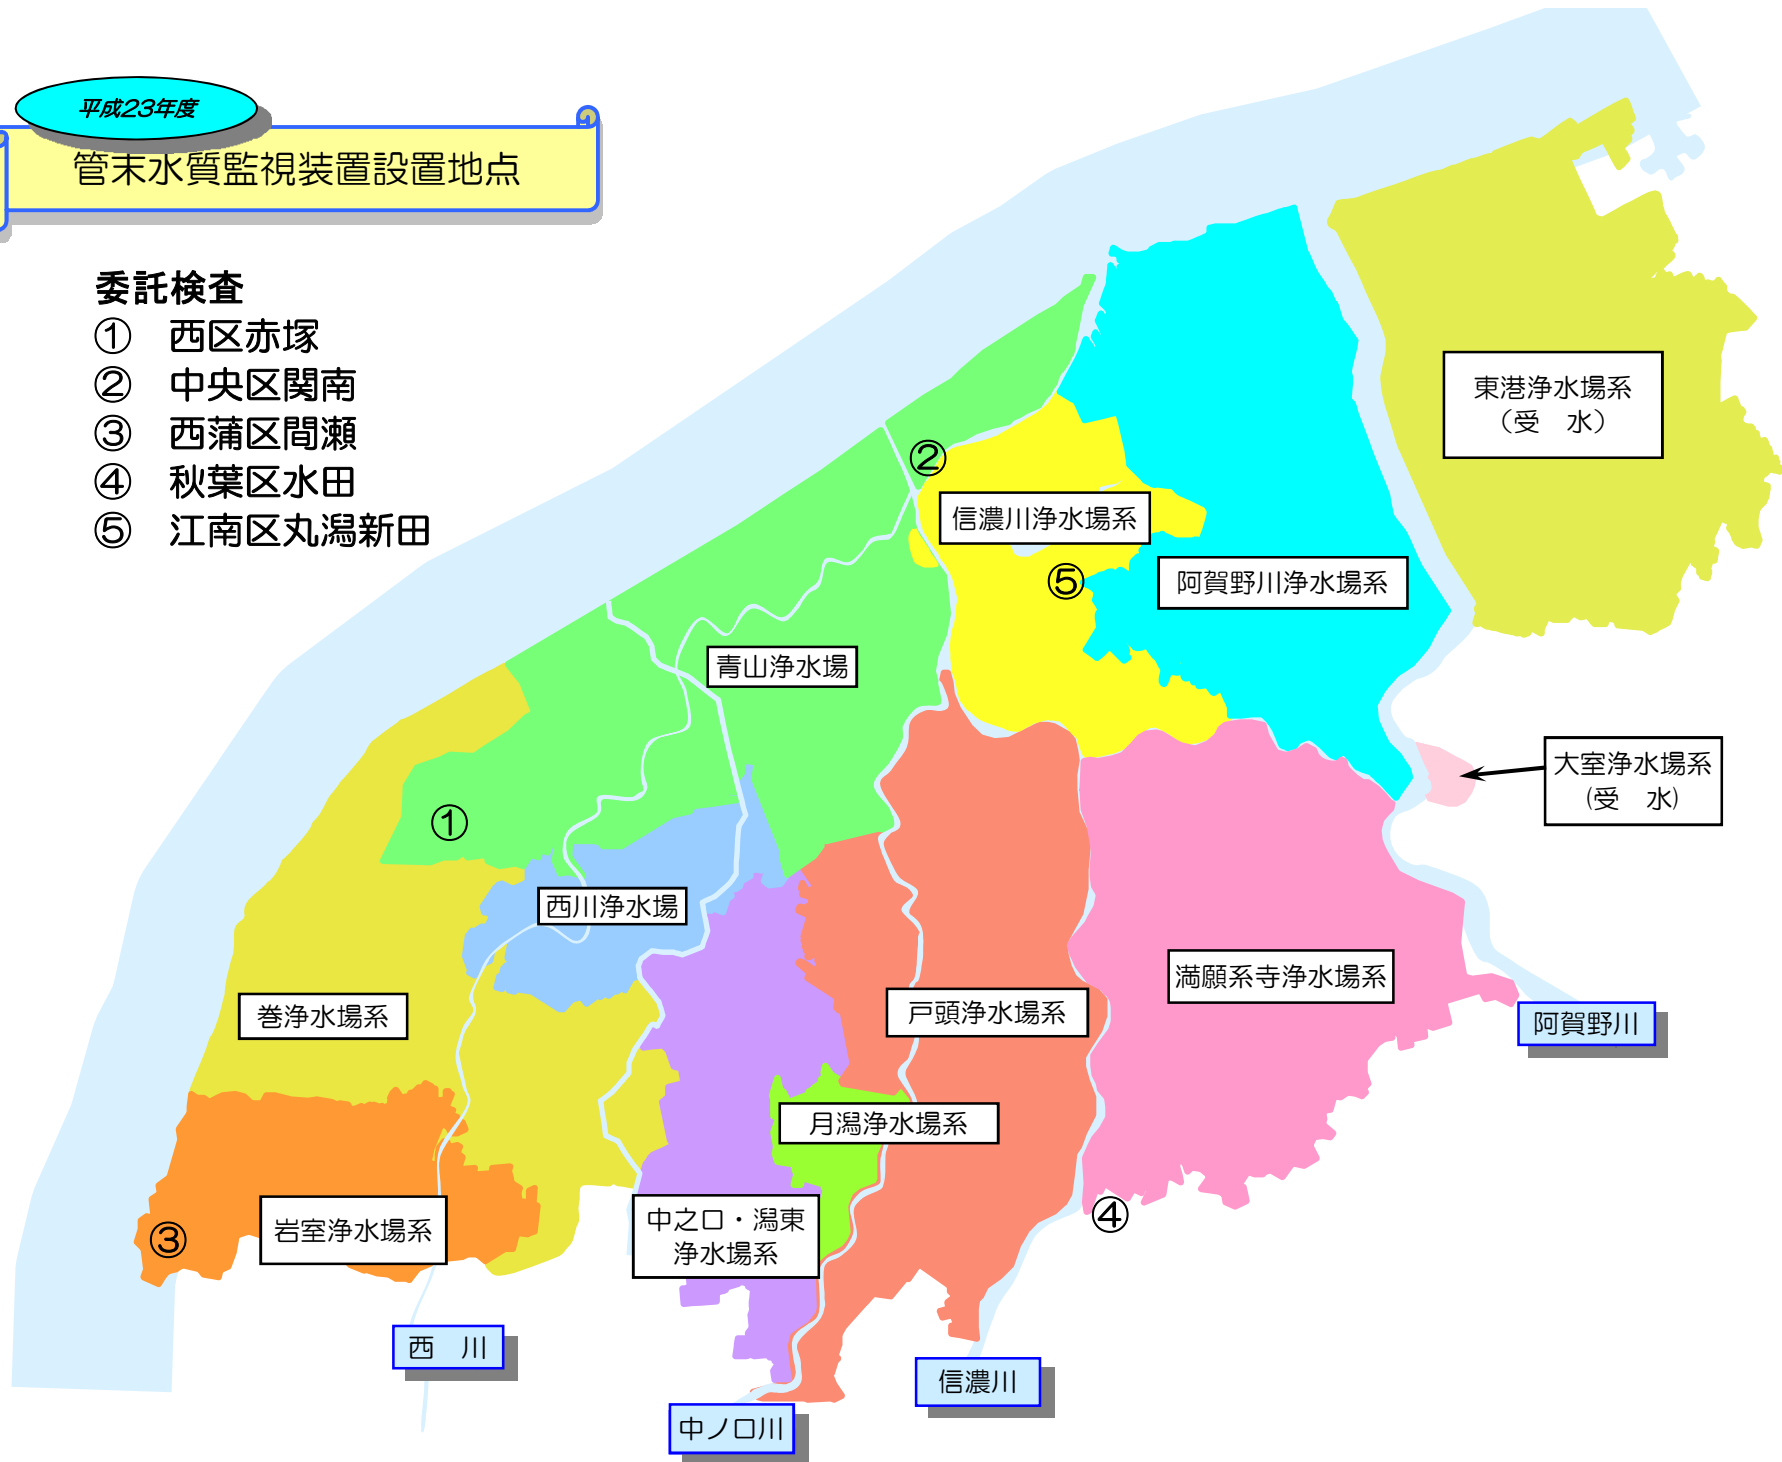 平成23年度
管末水質監視装置設置地点
委託検査
① 西区赤塚
② 中央区関南
③ 西蒲区間瀬
④ 秋葉区水田
⑤ 江南区丸潟新田
東港浄水場系
（受 水）
②
信濃川浄水場系
⑤
阿賀野川浄水場系
青山浄水場
大室浄水場系
(受 水)
①
西川浄水場
満願系寺浄水場系
巻浄水場系
戸頭浄水場系
阿賀野川
月潟浄水場系
④
中之口・潟東
浄水場系
岩室浄水場系
③
西 川
信濃川
中ノ口川